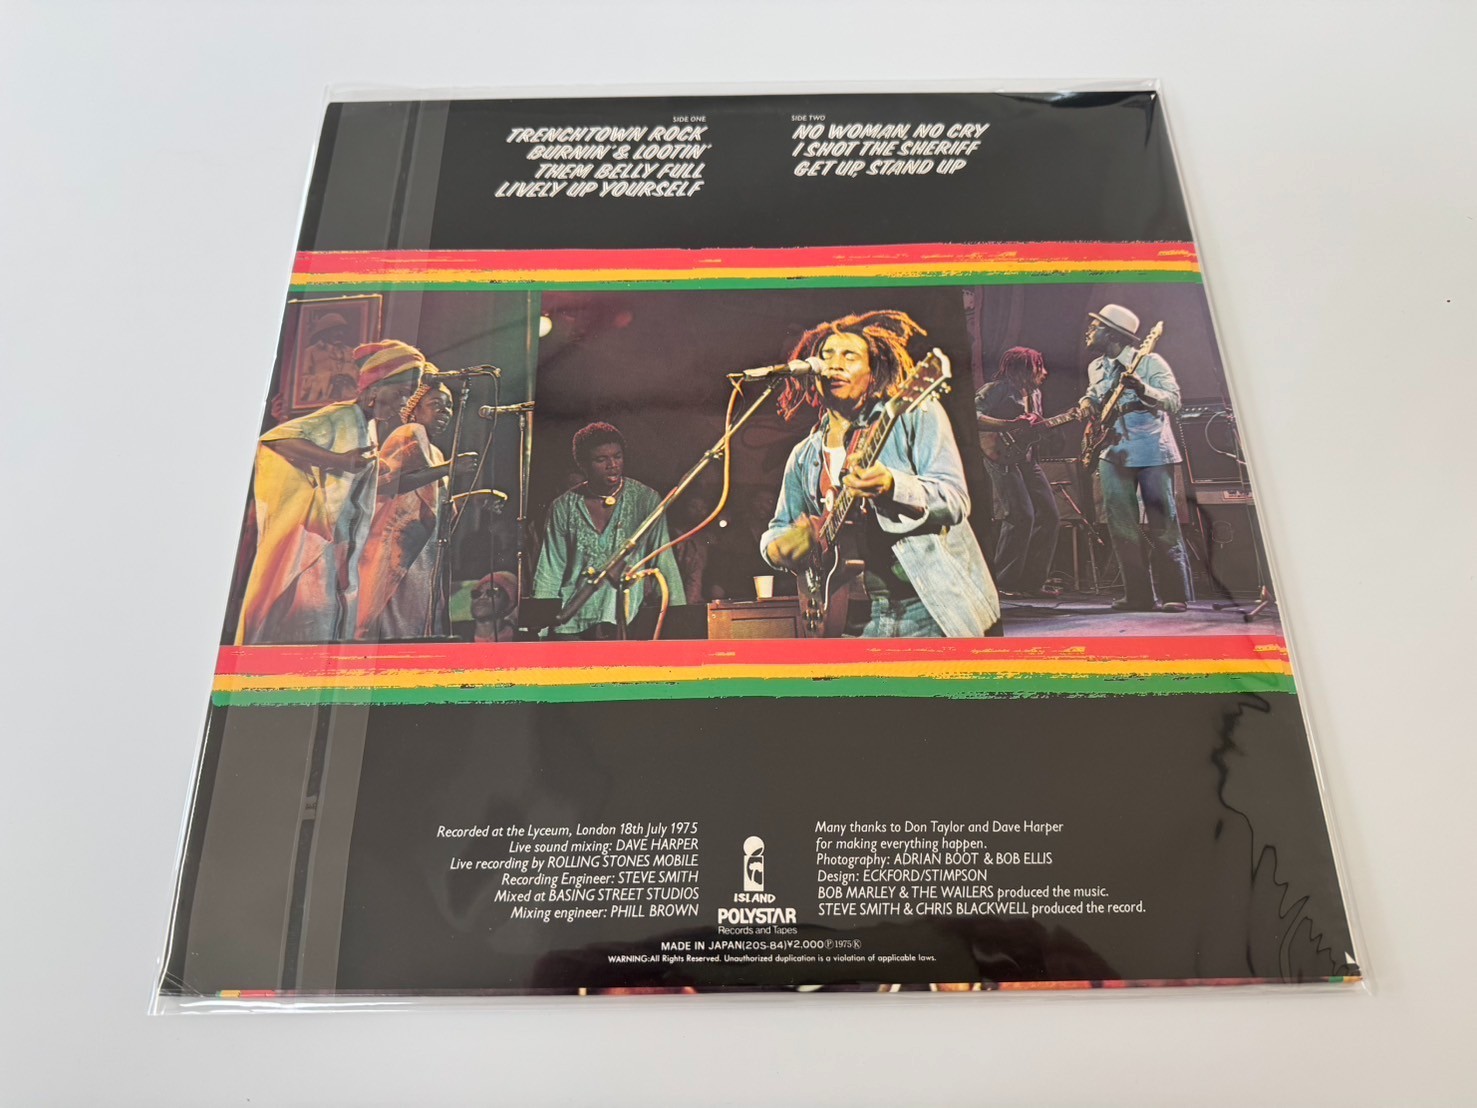 SIDE ONE
TRENCHTOWN ROCK
BURNIN' & LOOTIN'
THEM BELLY FULL
LIVELY UP YOURSELF
SIDE TWO
NO WOMAN, NO CRY
I SHOT THE SHERIFF
GET UP, STAND UP
Recorded at the Lyceum, London 18th July 1975
Live sound mixing: DAVE HARPER
Live recording by ROLLING STONES MOBILE
Recording Engineer: STEVE SMITH
Mixed at BASING STREET STUDIOS
Mixing engineer: PHILL BROWN
ISLAND
POLYSTAR
Records and Tapes
Many thanks to Don Taylor and Dave Harper
for making everything happen.
Photography: ADRIAN BOOT & BOB ELLIS
Design: ECKFORD/STIMPSON
BOB MARLEY & THE WAILERS produced the music.
STEVE SMITH & CHRIS BLACKWELL produced the record.
MADE IN JAPAN(20S-84)¥2,000Ⓟ1975Ⓚ
WARNING:All Rights Reserved. Unauthorized duplication is a violation of applicable laws.